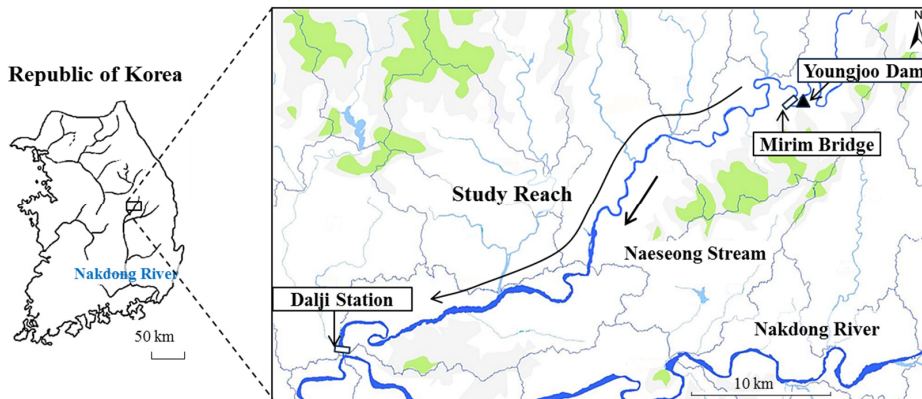 Republic of Korea
Nakdong River
50 km
N
Youngjoo Dam
Mirim Bridge
Study Reach
Naeseong Stream
Dalji Station
Nakdong River
10 km